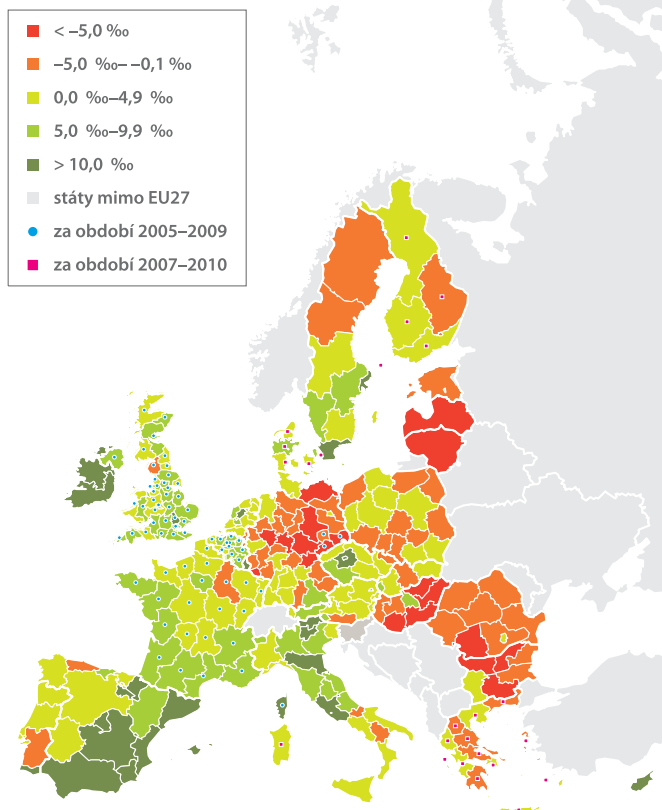 < –5,0 ‰
–5,0 ‰– –0,1 ‰
0,0 ‰–4,9 ‰
5,0 ‰–9,9 ‰
> 10,0 ‰
státy mimo EU27
za období 2005–2009
za období 2007–2010